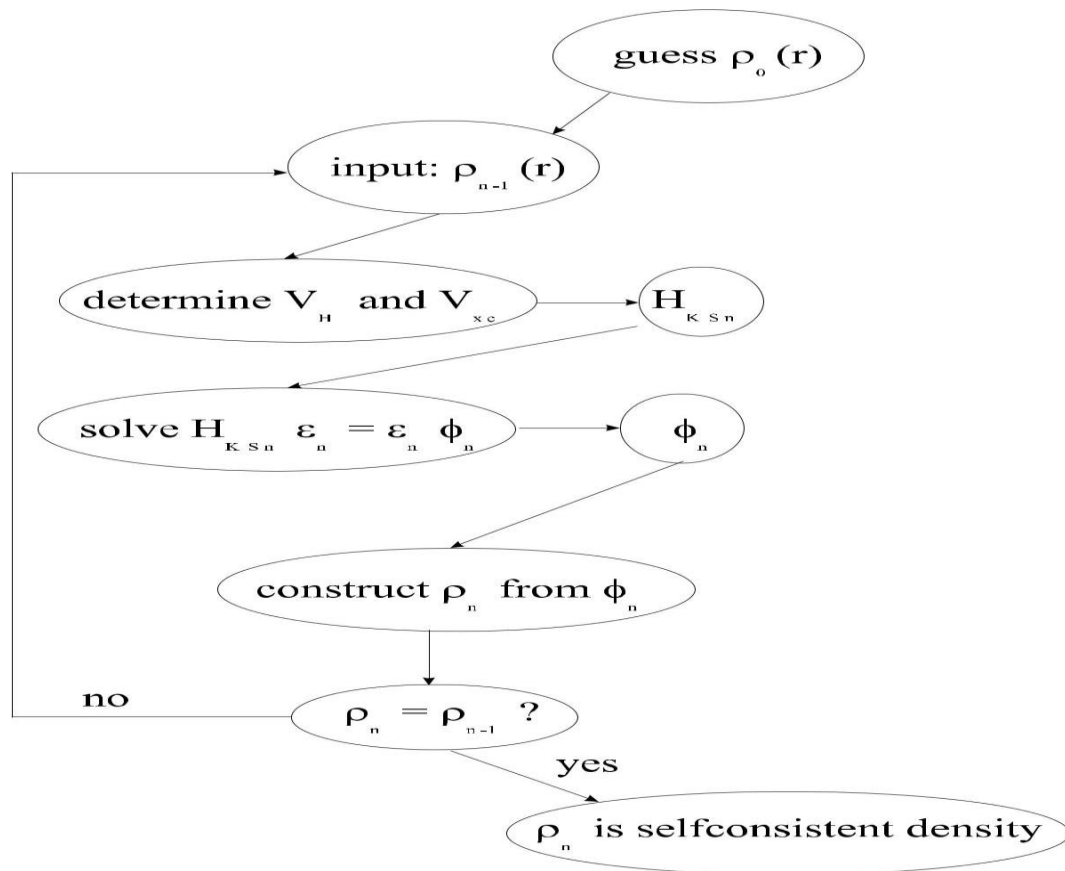 guess ρ₀ (r)
input: ρₙ₋₁ (r)
determine V_H and V_xc
H_KSn
solve H_KSn εₙ = εₙ ϕₙ
ϕₙ
construct ρₙ from ϕₙ
no
ρₙ = ρₙ₋₁ ?
yes
ρₙ is selfconsistent density